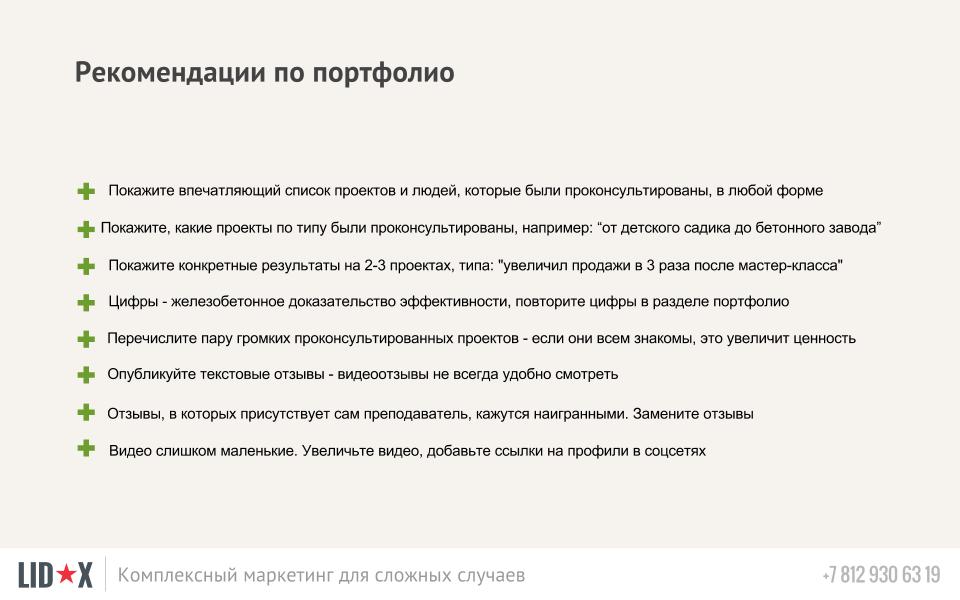 Рекомендации по портфолио
Покажите впечатляющий список проектов и людей, которые были проконсультированы, в любой форме
Покажите, какие проекты по типу были проконсультированы, например: “от детского садика до бетонного завода”
Покажите конкретные результаты на 2-3 проектах, типа: "увеличил продажи в 3 раза после мастер-класса"
Цифры - железобетонное доказательство эффективности, повторите цифры в разделе портфолио
Перечислите пару громких проконсультированных проектов - если они всем знакомы, это увеличит ценность
Опубликуйте текстовые отзывы - видеоотзывы не всегда удобно смотреть
Отзывы, в которых присутствует сам преподаватель, кажутся наигранными. Замените отзывы
Видео слишком маленькие. Увеличьте видео, добавьте ссылки на профили в соцсетях
LID★X Комплексный маркетинг для сложных случаев +7 812 930 63 19